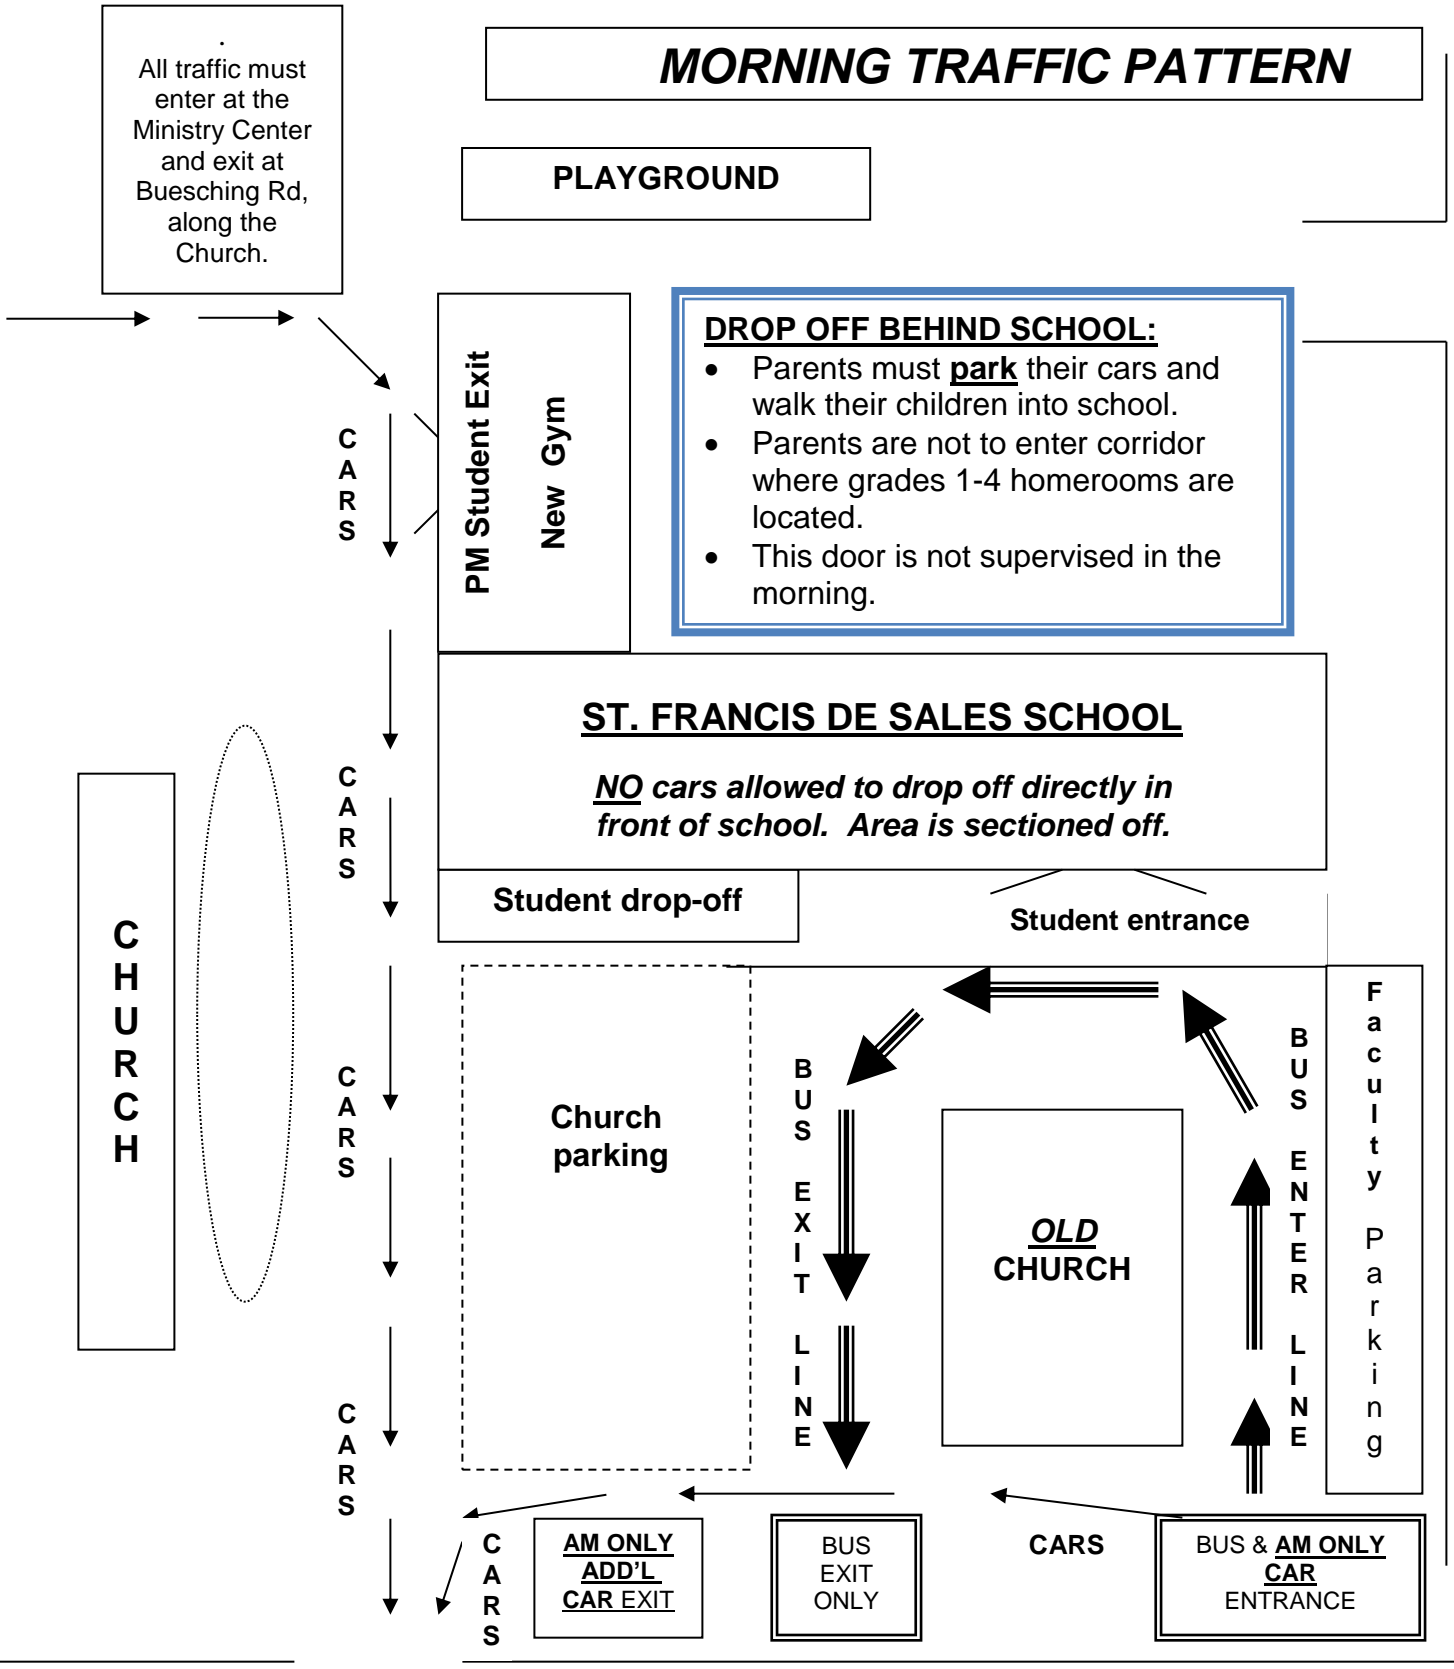 .
All traffic must
enter at the
Ministry Center
and exit at
Buesching Rd,
along the
Church.
MORNING TRAFFIC PATTERN
PLAYGROUND
PM Student Exit
New Gym
DROP OFF BEHIND SCHOOL:
• Parents must park their cars and
walk their children into school.
• Parents are not to enter corridor
where grades 1-4 homerooms are
located.
• This door is not supervised in the
morning.
CARS
ST. FRANCIS DE SALES SCHOOL
NO cars allowed to drop off directly in
front of school. Area is sectioned off.
CARS
Student drop-off
Student entrance
CHURCH
CARS
Church
parking
BUS EXIT LINE
OLD
CHURCH
BUS ENTER LINE
Faculty Parking
CARS
CARS
AM ONLY
ADD'L
CAR EXIT
BUS
EXIT
ONLY
CARS
BUS & AM ONLY
CAR
ENTRANCE